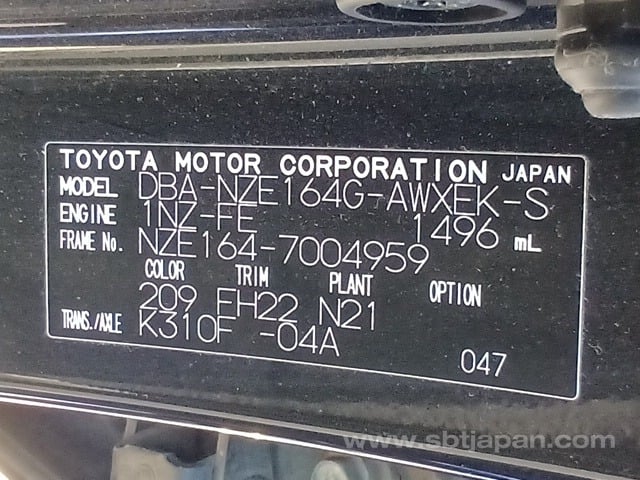 TOYOTA MOTOR CORPORATION JAPAN
MODEL DBA-NZE164G-AWXEK-S
ENGINE 1NZ-FE 1496 mL
FRAME No. NZE164-7004959
COLOR TRIM PLANT OPTION
209 FH22 N21
TRANS./AXLE K310F -04A
047
www.sbtjapan.com